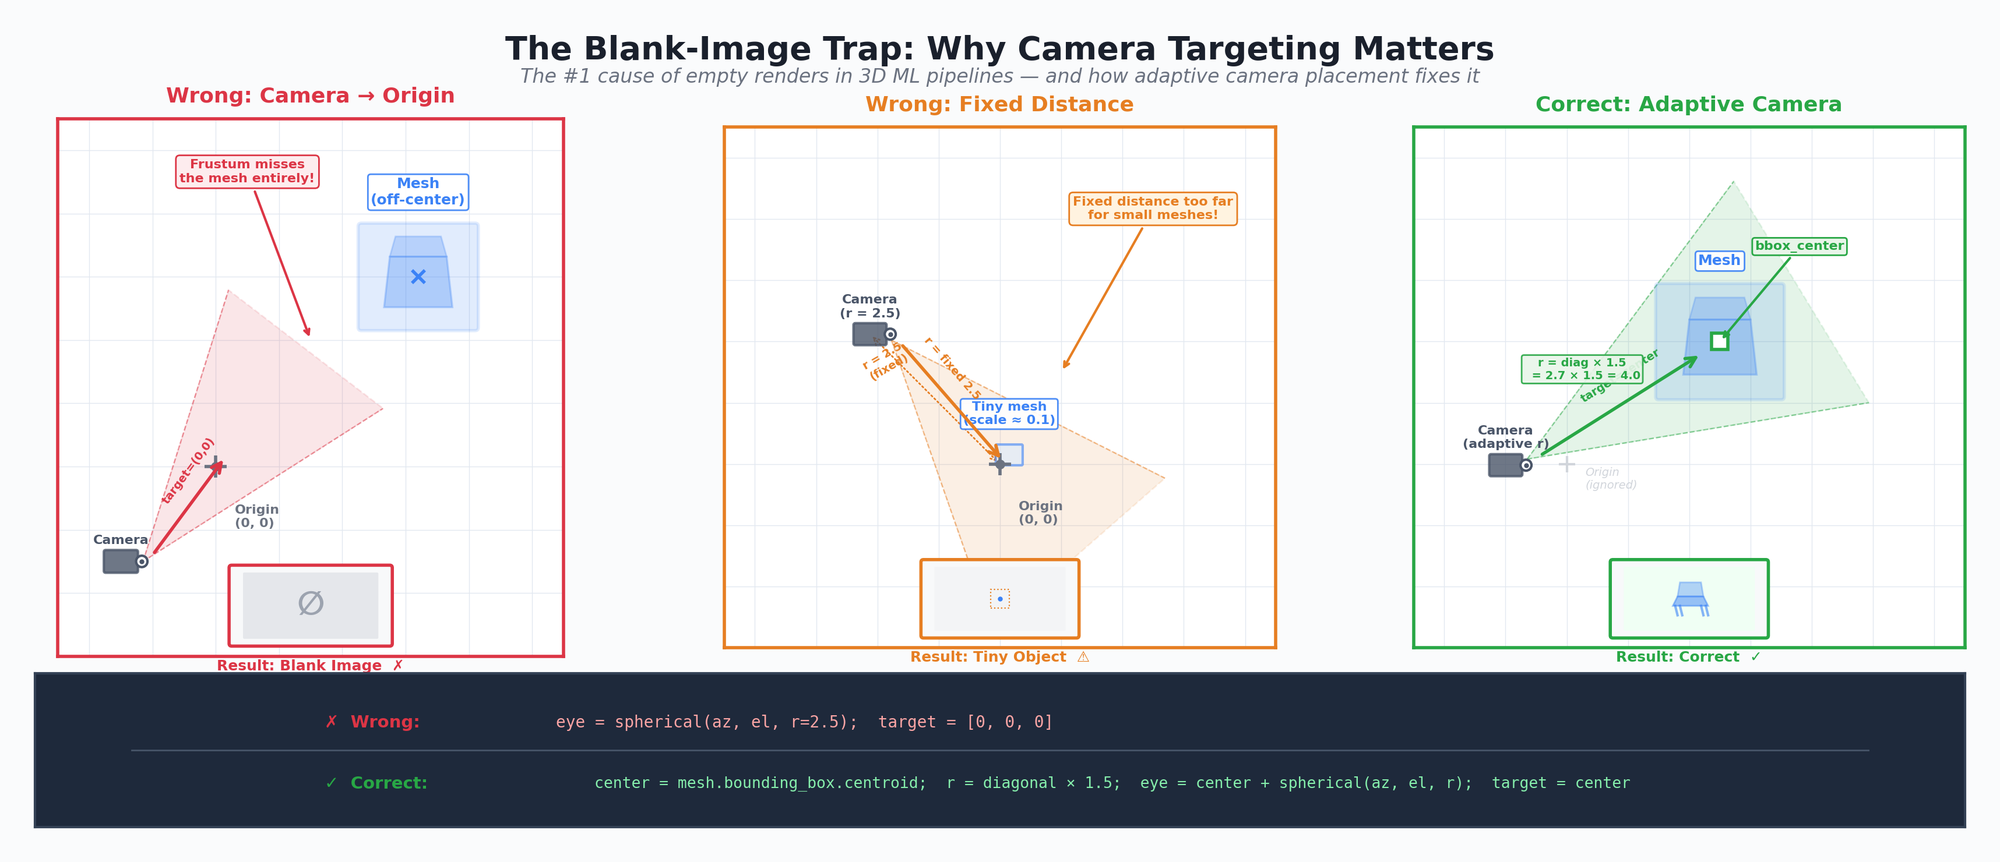 The Blank-Image Trap: Why Camera Targeting Matters
The #1 cause of empty renders in 3D ML pipelines — and how adaptive camera placement fixes it
Wrong: Camera → Origin
Frustum misses
the mesh entirely!
Mesh
(off-center)
target=(0,0)
Origin
(0, 0)
Camera
∅
Result: Blank Image ✗
Wrong: Fixed Distance
Fixed distance too far
for small meshes!
Camera
(r = 2.5)
r = 2.5
(fixed)
r = fixed 2.5
Tiny mesh
(scale ≈ 0.1)
Origin
(0, 0)
Result: Tiny Object ⚠
Correct: Adaptive Camera
bbox_center
Mesh
r = diag × 1.5
= 2.7 × 1.5 = 4.0
Camera
(adaptive r)
Origin
(ignored)
Result: Correct ✓
✗ Wrong: eye = spherical(az, el, r=2.5); target = [0, 0, 0]
✓ Correct: center = mesh.bounding_box.centroid; r = diagonal × 1.5; eye = center + spherical(az, el, r); target = center